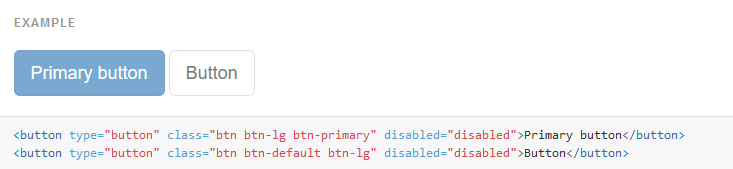 EXAMPLE
Primary button Button
<button type="button" class="btn btn-lg btn-primary" disabled="disabled">Primary button</button>
<button type="button" class="btn btn-default btn-lg" disabled="disabled">Button</button>